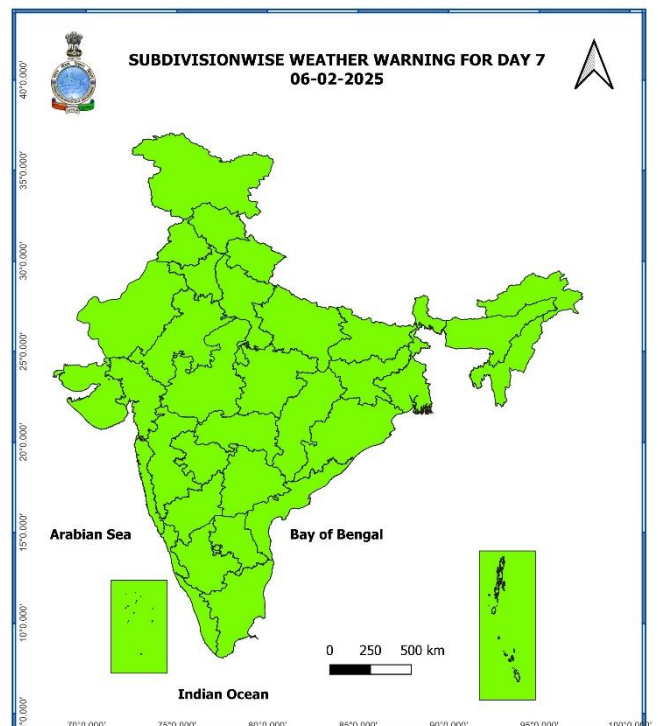 SUBDIVISIONWISE WEATHER WARNING FOR DAY 7
06-02-2025
40°0.000'
35°0.000'
30°0.000'
25°0.000'
20°0.000'
15°0.000'
10°0.000'
Arabian Sea
Bay of Bengal
0 250 500 km
Indian Ocean
70°0.000' 75°0.000' 80°0.000' 85°0.000' 90°0.000' 95°0.000' 100°0.000'